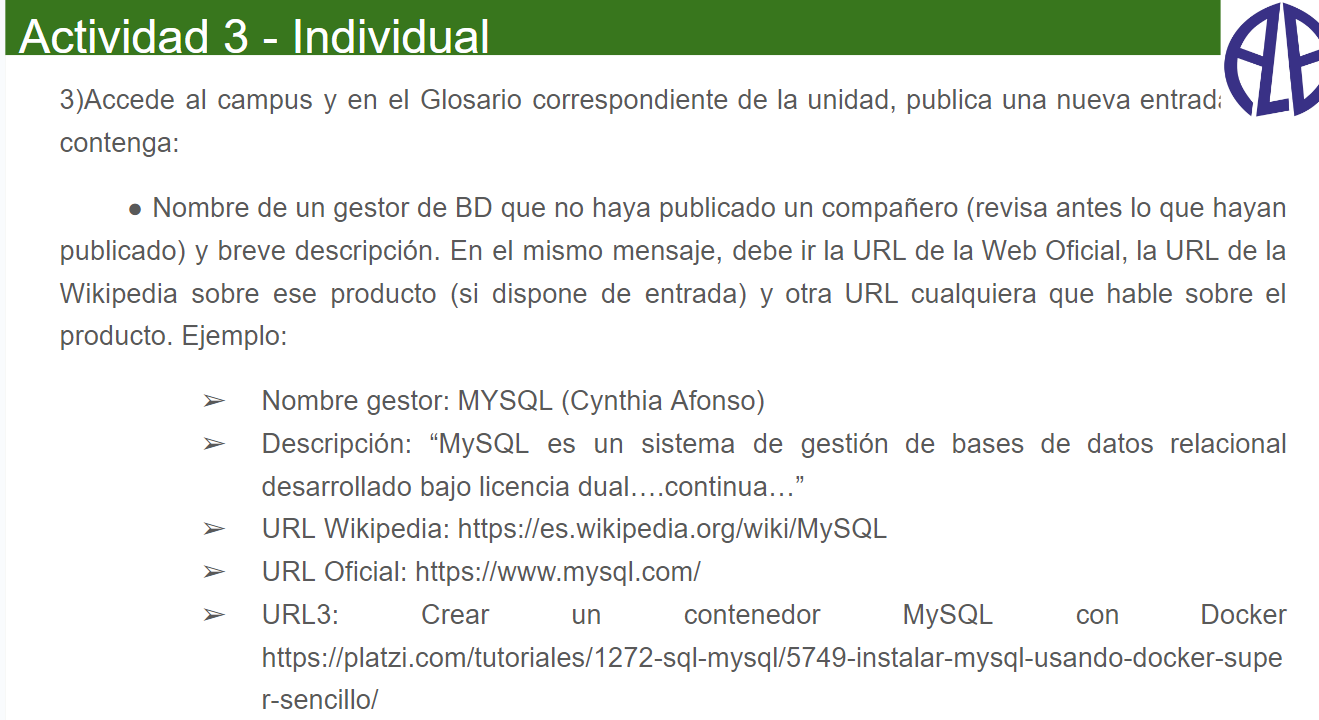 Actividad 3 - Individual
3)Accede al campus y en el Glosario correspondiente de la unidad, publica una nueva entrada
contenga:
● Nombre de un gestor de BD que no haya publicado un compañero (revisa antes lo que hayan
publicado) y breve descripción. En el mismo mensaje, debe ir la URL de la Web Oficial, la URL de la
Wikipedia sobre ese producto (si dispone de entrada) y otra URL cualquiera que hable sobre el
producto. Ejemplo:
➢ Nombre gestor: MYSQL (Cynthia Afonso)
➢ Descripción: “MySQL es un sistema de gestión de bases de datos relacional
desarrollado bajo licencia dual….continua…”
➢ URL Wikipedia: https://es.wikipedia.org/wiki/MySQL
➢ URL Oficial: https://www.mysql.com/
➢ URL3: Crear un contenedor MySQL con Docker
https://platzi.com/tutoriales/1272-sql-mysql/5749-instalar-mysql-usando-docker-supe
r-sencillo/